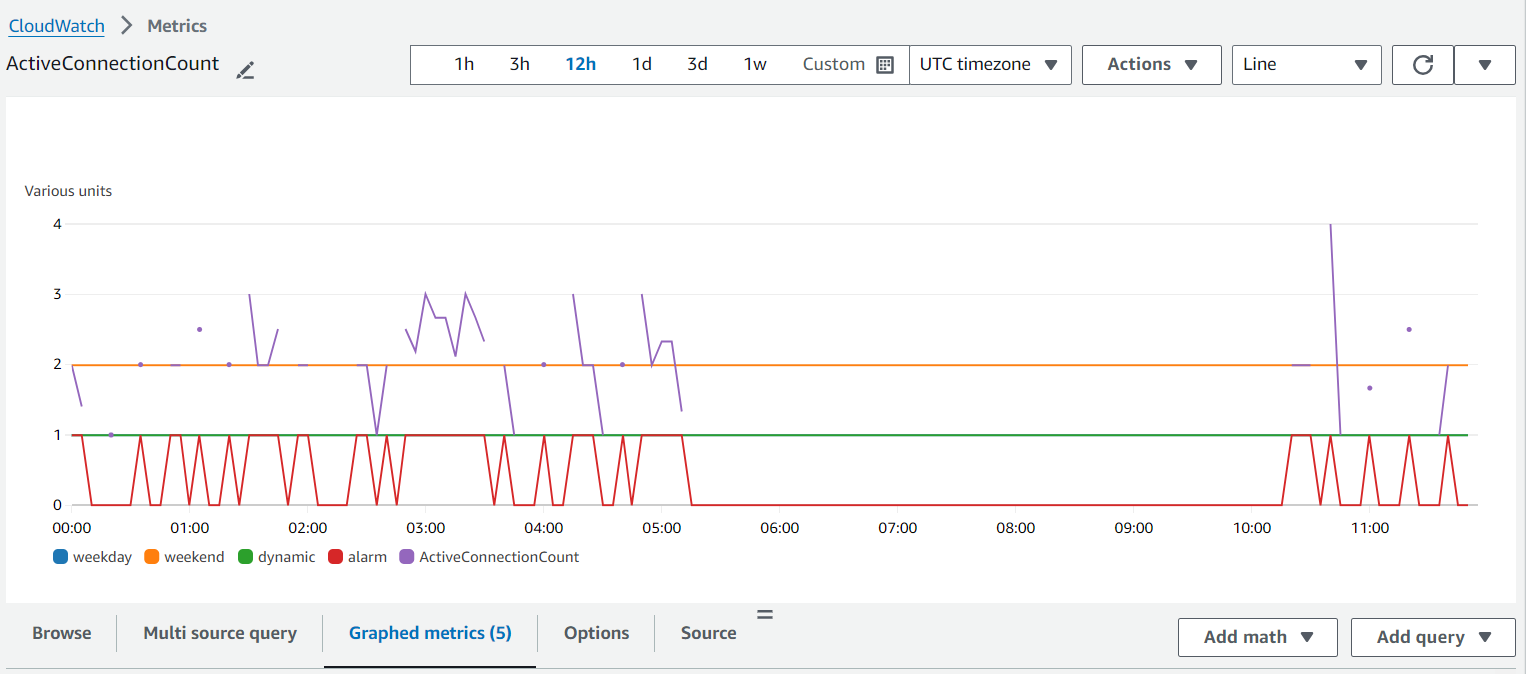 CloudWatch > Metrics
ActiveConnectionCount
1h 3h 12h 1d 3d 1w Custom UTC timezone Actions Line
Various units
4
3
2
1
0
00:00 01:00 02:00 03:00 04:00 05:00 06:00 07:00 08:00 09:00 10:00 11:00
weekday weekend dynamic alarm ActiveConnectionCount
Browse Multi source query Graphed metrics (5) Options Source Add math Add query